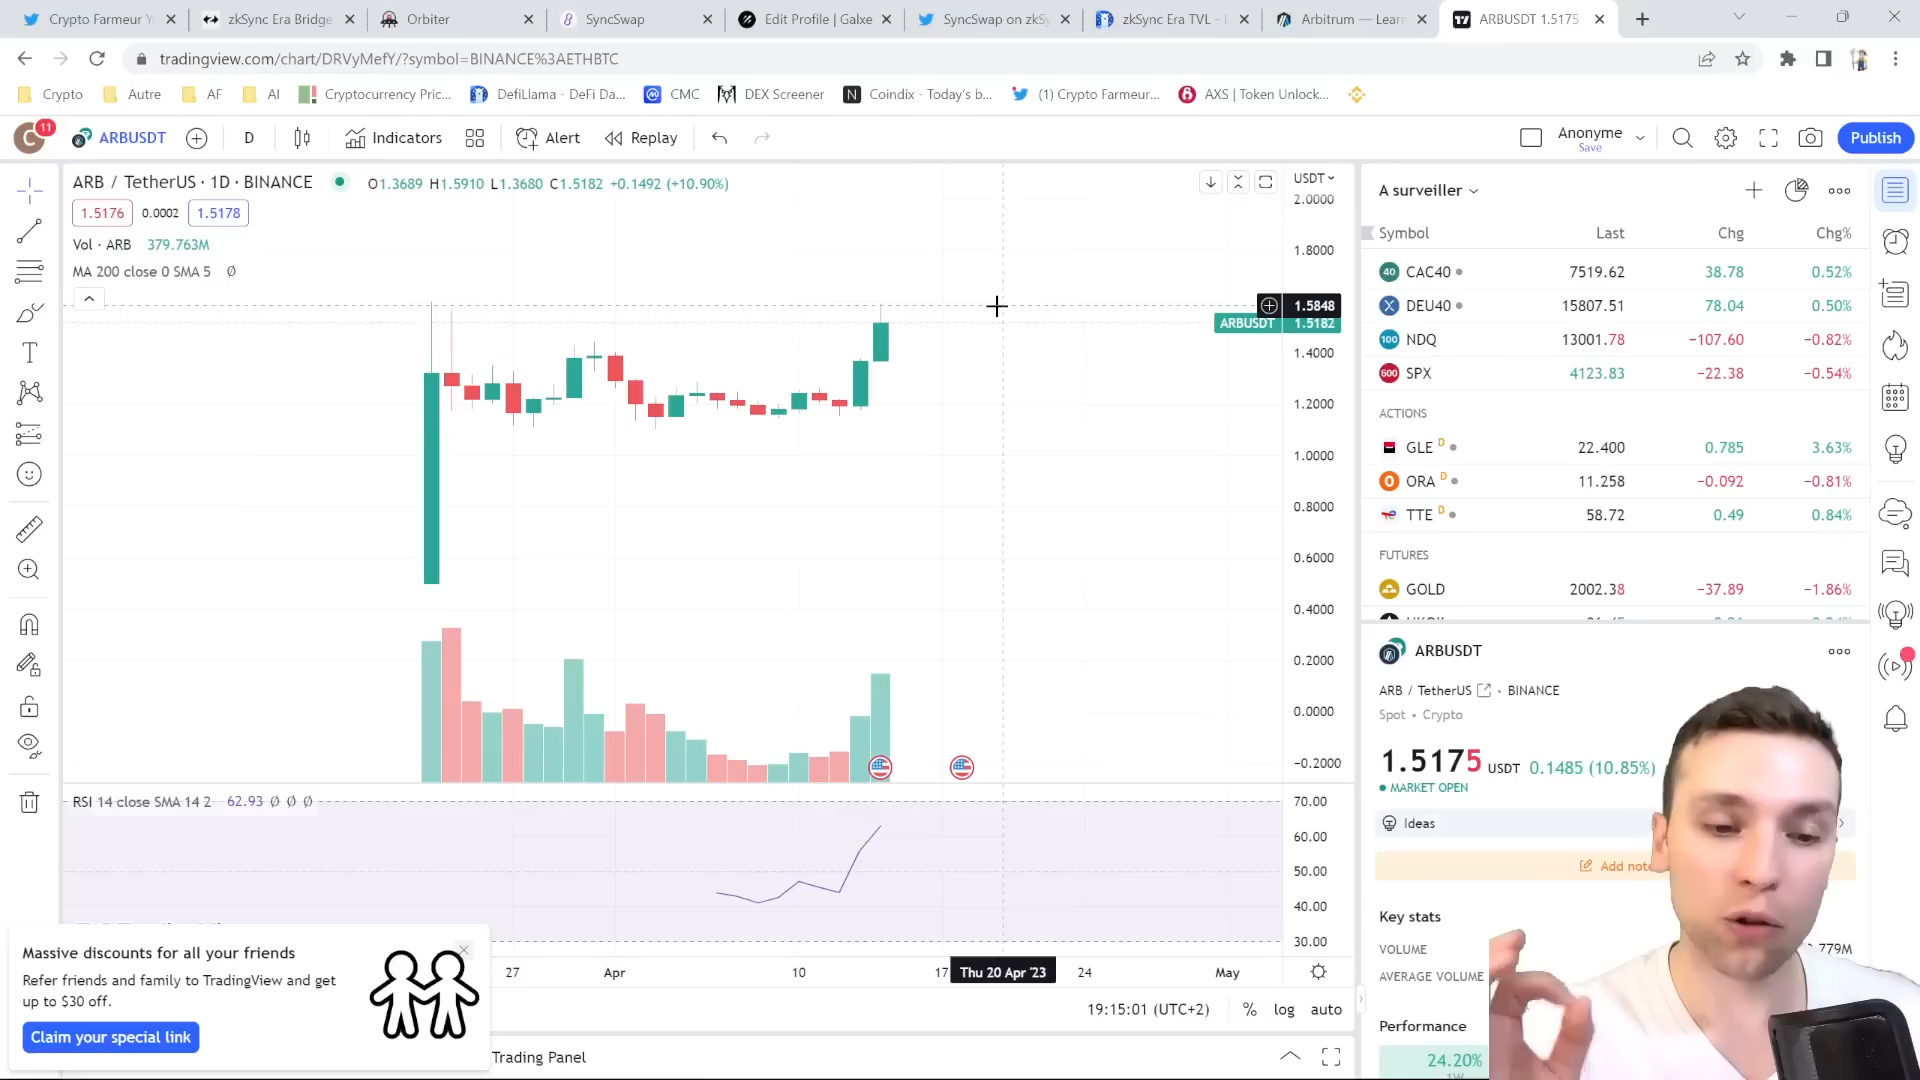 Crypto Farmeur Y
zkSync Era Bridge
Orbiter
SyncSwap
Edit Profile | Galxe
SyncSwap on zkS
zkSync Era TVL -
Arbitrum — Learn
ARBUSDT 1.5175
tradingview.com/chart/DRVyMefY/?symbol=BINANCE%3AETHBTC
Crypto
Autre
AF
AI
Cryptocurrency Pric...
DefiLlama - DeFi Da...
CMC
DEX Screener
Coindix - Today's b...
(1) Crypto Farmeur...
AXS | Token Unlock...
C
11
ARBUSDT
D
Indicators
Alert
Replay
Anonyme
Save
Publish
ARB / TetherUS · 1D · BINANCE
O1.3689 H1.5910 L1.3680 C1.5182 +0.1492 (+10.90%)
1.5176
0.0002
1.5178
Vol · ARB 379.763M
MA 200 close 0 SMA 5 Ø
USDT
2.0000
1.8000
1.5848
ARBUSDT 1.5182
1.4000
1.2000
1.0000
0.8000
0.6000
0.4000
0.2000
0.0000
−0.2000
RSI 14 close SMA 14 2 62.93 Ø Ø Ø
70.00
60.00
50.00
40.00
30.00
27
Apr
10
17
Thu 20 Apr '23
24
May
19:15:01 (UTC+2)
%
log
auto
Trading Panel
Massive discounts for all your friends
Refer friends and family to TradingView and get
up to $30 off.
Claim your special link
A surveiller
Symbol Last Chg Chg%
40 CAC40 7519.62 38.78 0.52%
DEU40 15807.51 78.04 0.50%
100 NDQ 13001.78 −107.60 −0.82%
500 SPX 4123.83 −22.38 −0.54%
ACTIONS
GLE D 22.400 0.785 3.63%
ORA D 11.258 −0.092 −0.81%
TTE D 58.72 0.49 0.84%
FUTURES
GOLD 2002.38 −37.89 −1.86%
ARBUSDT
ARB / TetherUS • BINANCE
Spot • Crypto
1.5175 USDT 0.1485 (10.85%)
MARKET OPEN
Ideas
Add note
Key stats
VOLUME
779M
AVERAGE VOLUME
Performance
24.20%
1W